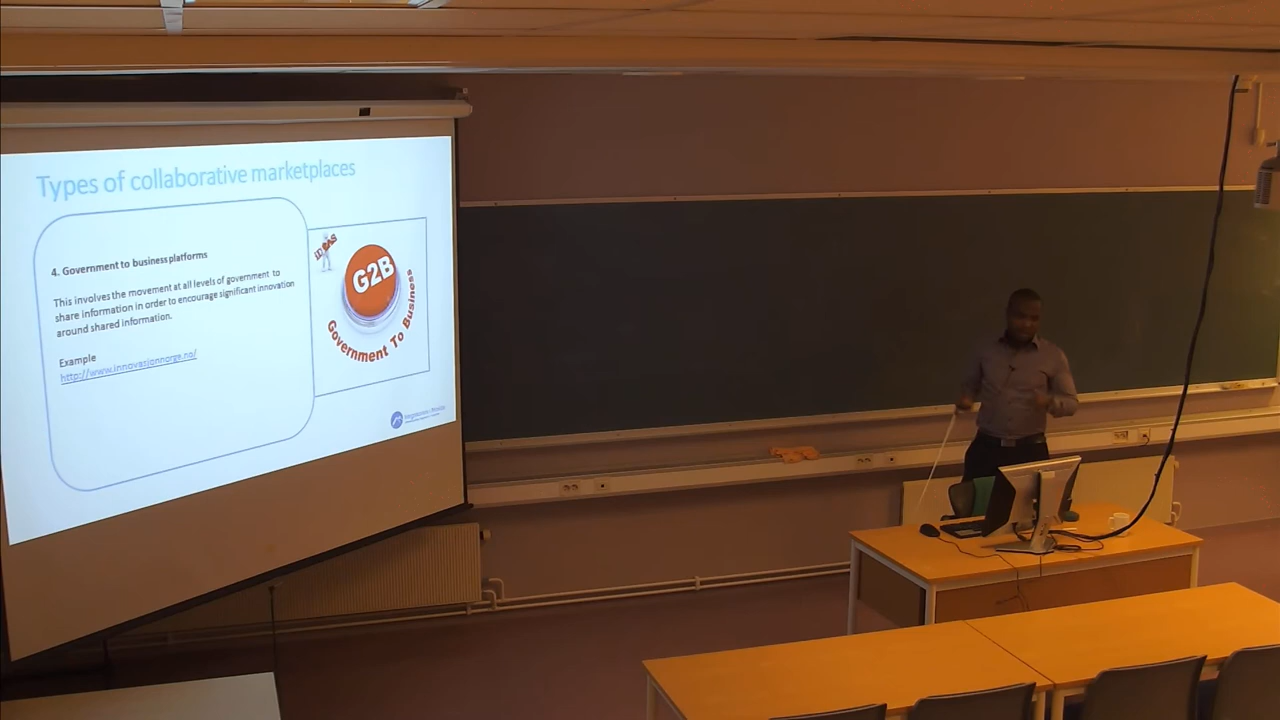 Types of collaborative marketplaces
4. Government to business platforms
This involves the movement at all levels of government to
share information in order to encourage significant innovation
around shared information.
Example
http://www.innovasjonnorge.no/
IDEAS
G2B
Government To Business